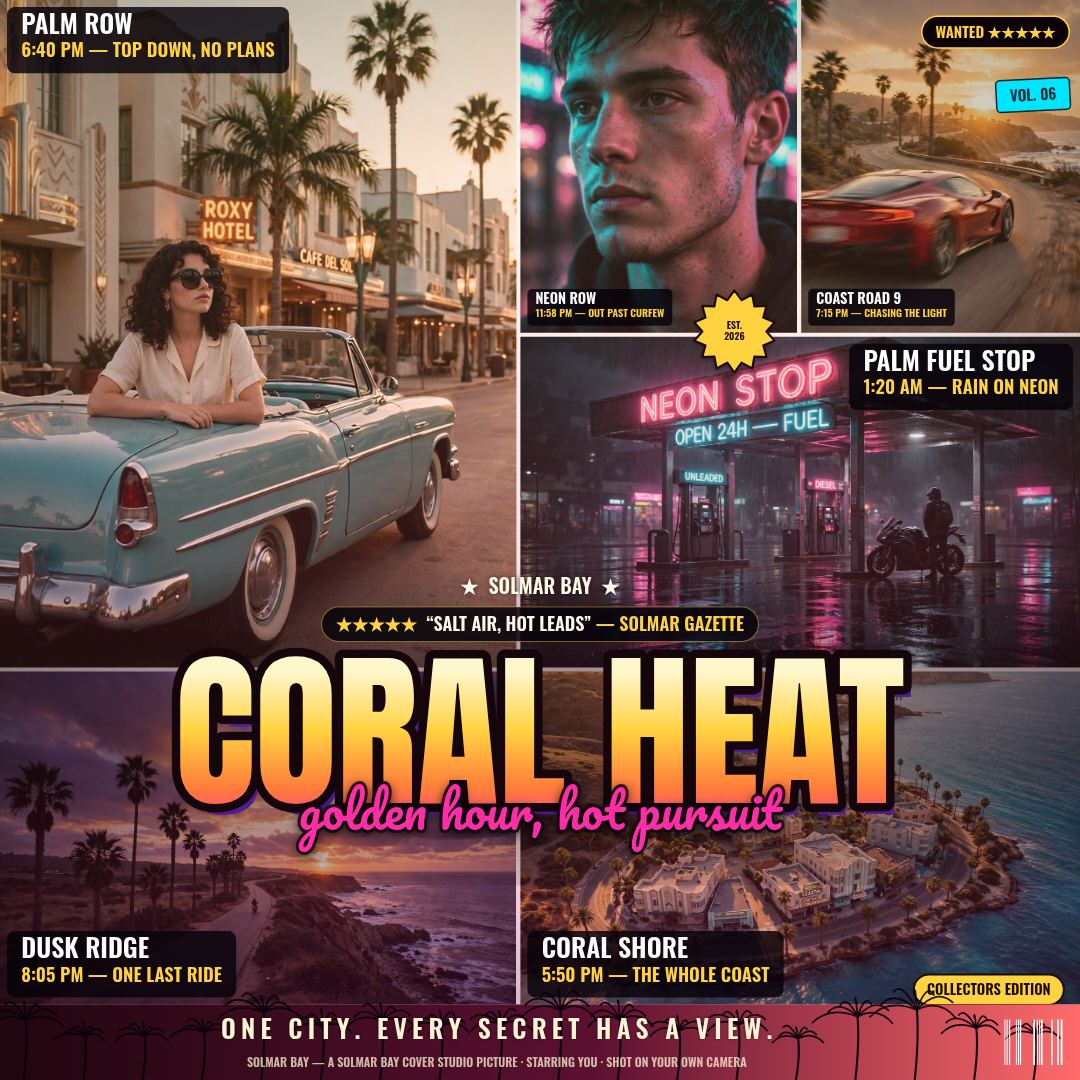 PALM ROW
6:40 PM — TOP DOWN, NO PLANS
WANTED ★★★★★
VOL. 06
ROXY
HOTEL
CAFE DEL SOL
NEON ROW
11:58 PM — OUT PAST CURFEW
COAST ROAD 9
7:15 PM — CHASING THE LIGHT
EST.
2026
PALM FUEL STOP
1:20 AM — RAIN ON NEON
NEON STOP
OPEN 24H — FUEL
UNLEADED
DIESEL
★ SOLMAR BAY ★
★★★★★ “SALT AIR, HOT LEADS” — SOLMAR GAZETTE
CORAL HEAT
golden hour, hot pursuit
DUSK RIDGE
8:05 PM — ONE LAST RIDE
CORAL SHORE
5:50 PM — THE WHOLE COAST
COLLECTORS EDITION
ONE CITY. EVERY SECRET HAS A VIEW.
SOLMAR BAY — A SOLMAR BAY COVER STUDIO PICTURE · STARRING YOU · SHOT ON YOUR OWN CAMERA